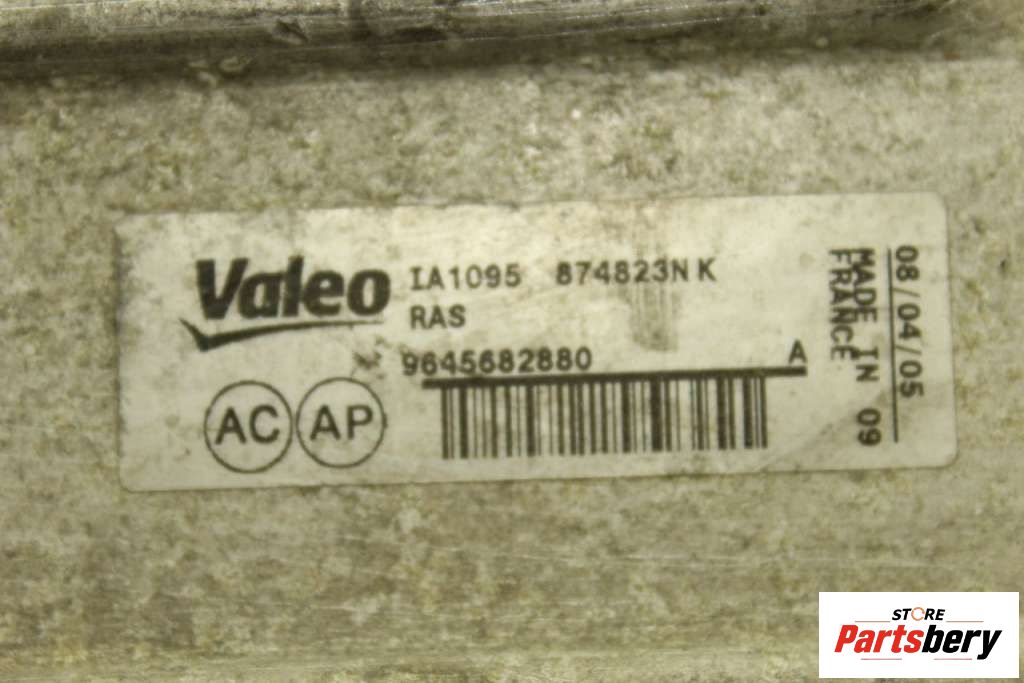 Valeo
IA1095 874823N K
RAS
9645682880 A
AC AP
MADE IN 09
FRANCE
08/04/05
STORE
Partsbery